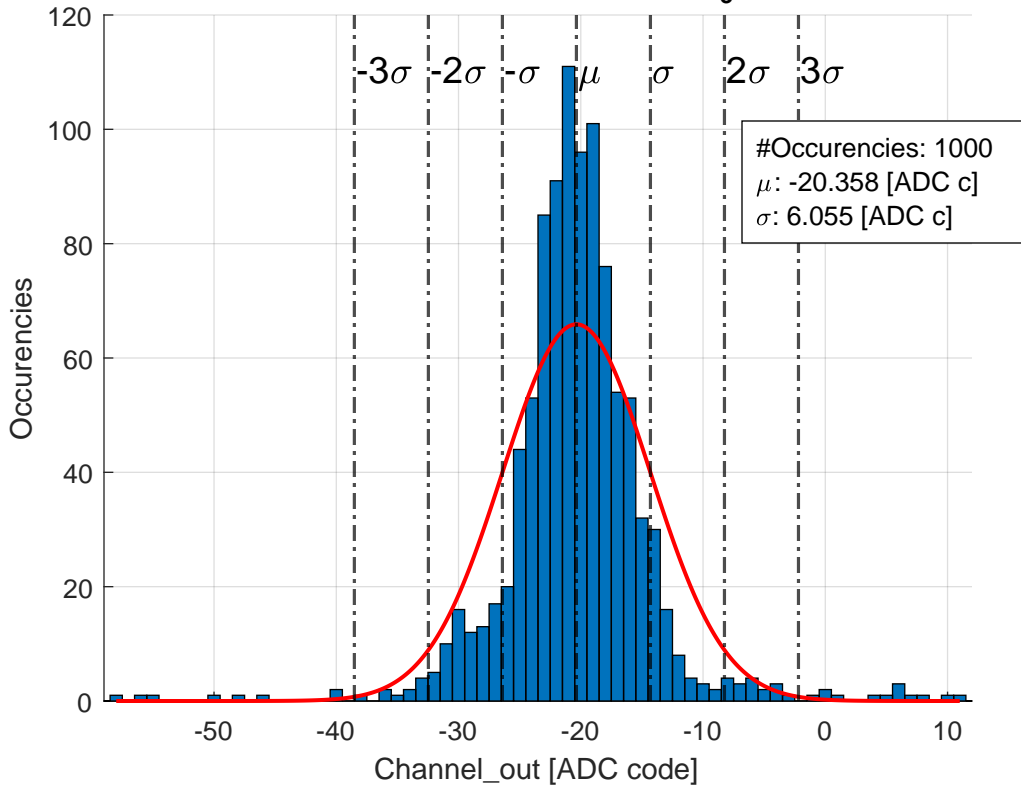 120
100
80
60
40
20
0
Occurencies
-3σ -2σ -σ μ σ 2σ 3σ
#Occurencies: 1000
μ: -20.358 [ADC c]
σ: 6.055 [ADC c]
-50 -40 -30 -20 -10 0 10
Channel_out [ADC code]